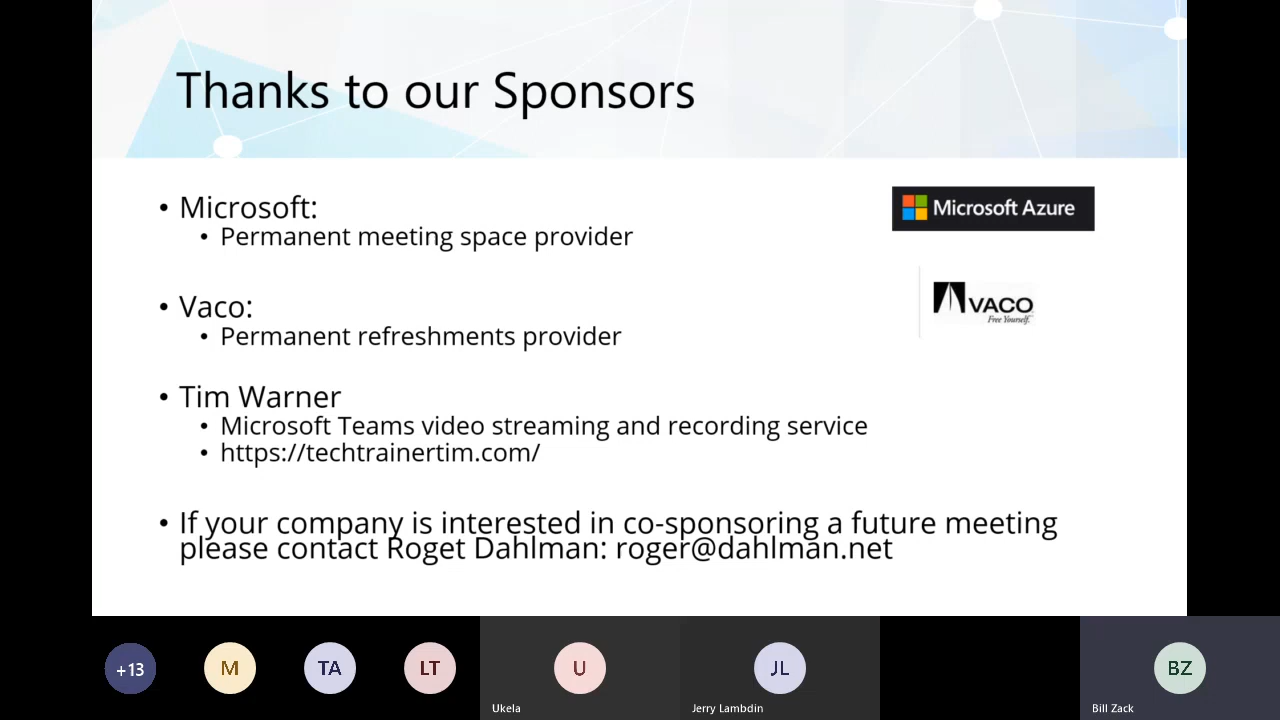 Thanks to our Sponsors
• Microsoft:
• Permanent meeting space provider
Microsoft Azure
• Vaco:
• Permanent refreshments provider
VACO
Free Yourself.
• Tim Warner
• Microsoft Teams video streaming and recording service
• https://techtrainertim.com/
• If your company is interested in co-sponsoring a future meeting
please contact Roget Dahlman: roger@dahlman.net
+13
M
TA
LT
U
JL
BZ
Ukela
Jerry Lambdin
Bill Zack